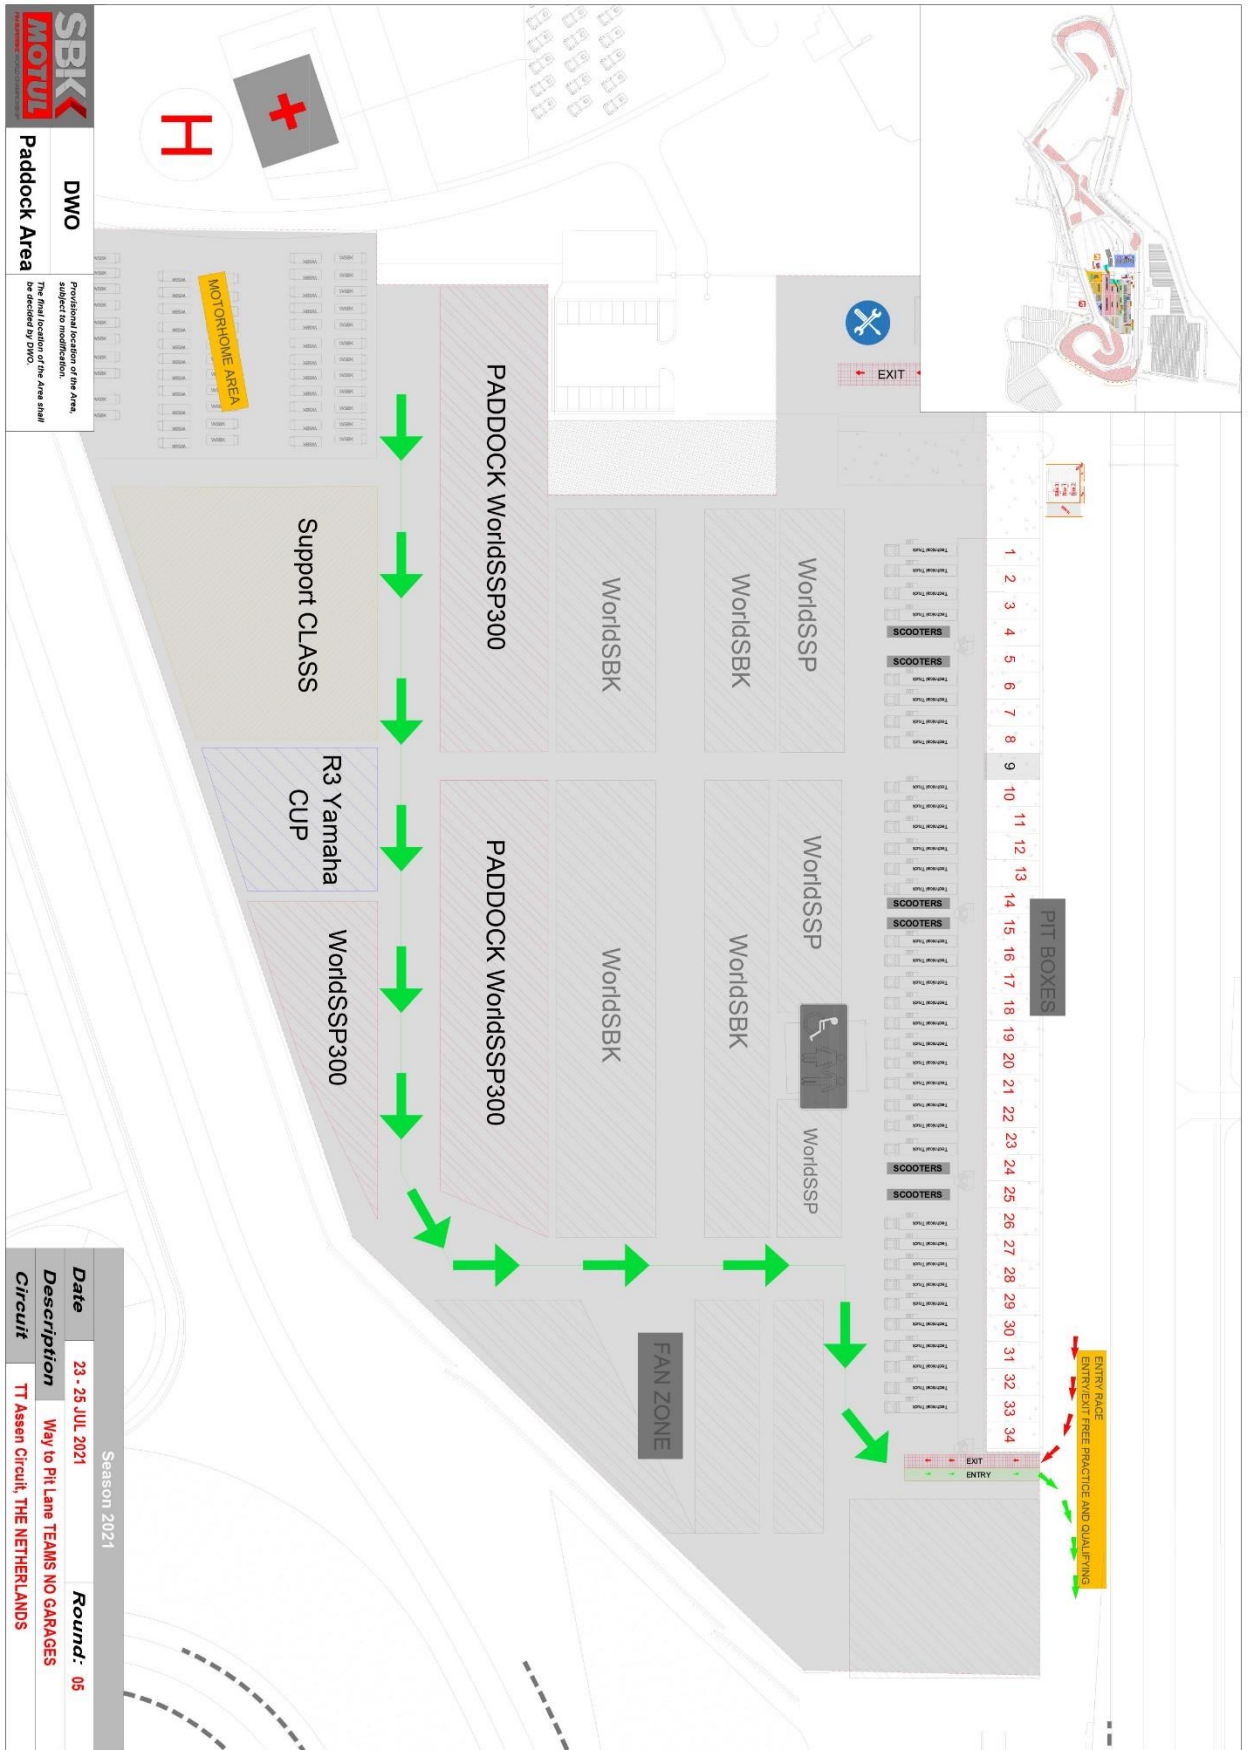 SBK
MOTUL
DWO
Paddock Area
Provisional location of the Area,
subject to modification.
The final location of the Area shall
be decided by DWO.
H
MOTORHOME AREA
EXIT
PADDOCK WorldSSP300
WorldSBK
WorldSBK
WorldSSP
Support CLASS
R3 Yamaha
CUP
WorldSSP300
PADDOCK WorldSSP300
WorldSBK
WorldSBK
WorldSSP
WorldSSP
Technical Truck
SCOOTERS
SCOOTERS
SCOOTERS
SCOOTERS
SCOOTERS
SCOOTERS
1
2
3
4
5
6
7
8
9
10
11
12
13
14
15
16
17
18
19
20
21
22
23
24
25
26
27
28
29
30
31
32
33
34
PIT BOXES
FAN ZONE
EXIT
ENTRY
ENTRY RACE
ENTRY/EXIT FREE PRACTICE AND QUALIFYING
Season 2021
Date 23 - 25 JUL 2021 Round: 05
Description Way to Pit Lane TEAMS NO GARAGES
Circuit TT Assen Circuit, THE NETHERLANDS